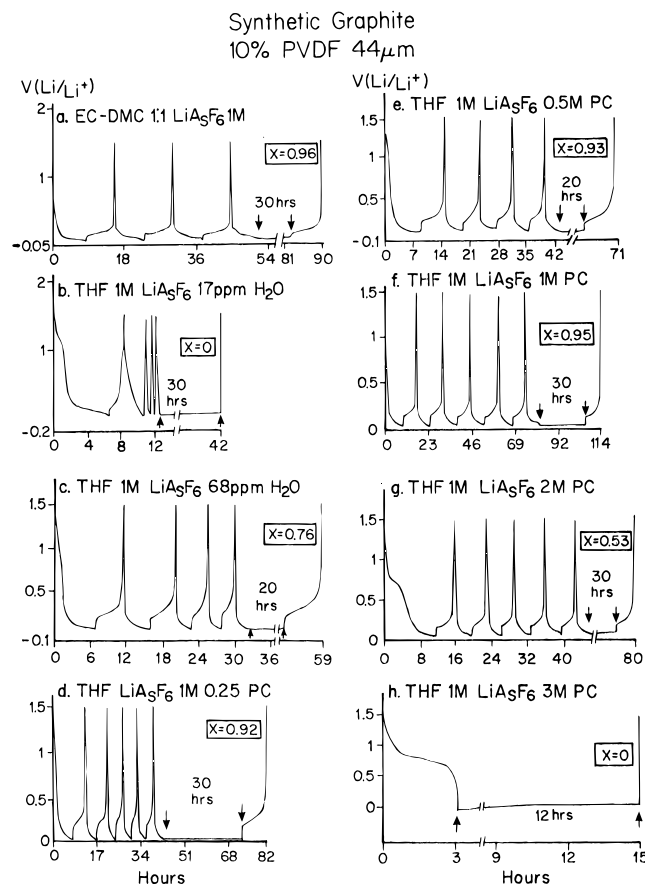 Synthetic Graphite
10% PVDF 44μm
V(Li/Li⁺)
2
1
-0.05
a. EC-DMC 1:1 LiAsF6 1M
X=0.96
30hrs
0 18 36 54 81 90
b. THF 1M LiAsF6 17ppm H2O
2
1
-0.2
X=0
30
hrs
0 4 8 12 42
c. THF 1M LiAsF6 68ppm H2O
1.5
1
0.5
-0.1
X=0.76
20
hrs
0 6 12 18 24 30 36 59
d. THF LiAsF6 1M 0.25 PC
1.5
1
0.5
0
X=0.92
30
hrs
0 17 34 51 68 82
Hours
V(Li/Li⁺)
e. THF 1M LiAsF6 0.5M PC
1.5
1
0.5
-0.1
X=0.93
20
hrs
0 7 14 21 28 35 42 71
f. THF 1M LiAsF6 1M PC
1.5
1
0.5
0
X=0.95
30
hrs
0 23 46 69 92 114
g. THF 1M LiAsF6 2M PC
1.5
1
0.5
0
X=0.53
30
hrs
0 16 24 32 40 80
h. THF 1M LiAsF6 3M PC
1.5
1
0.5
0
X=0
12hrs
0 3 9 12 15
Hours